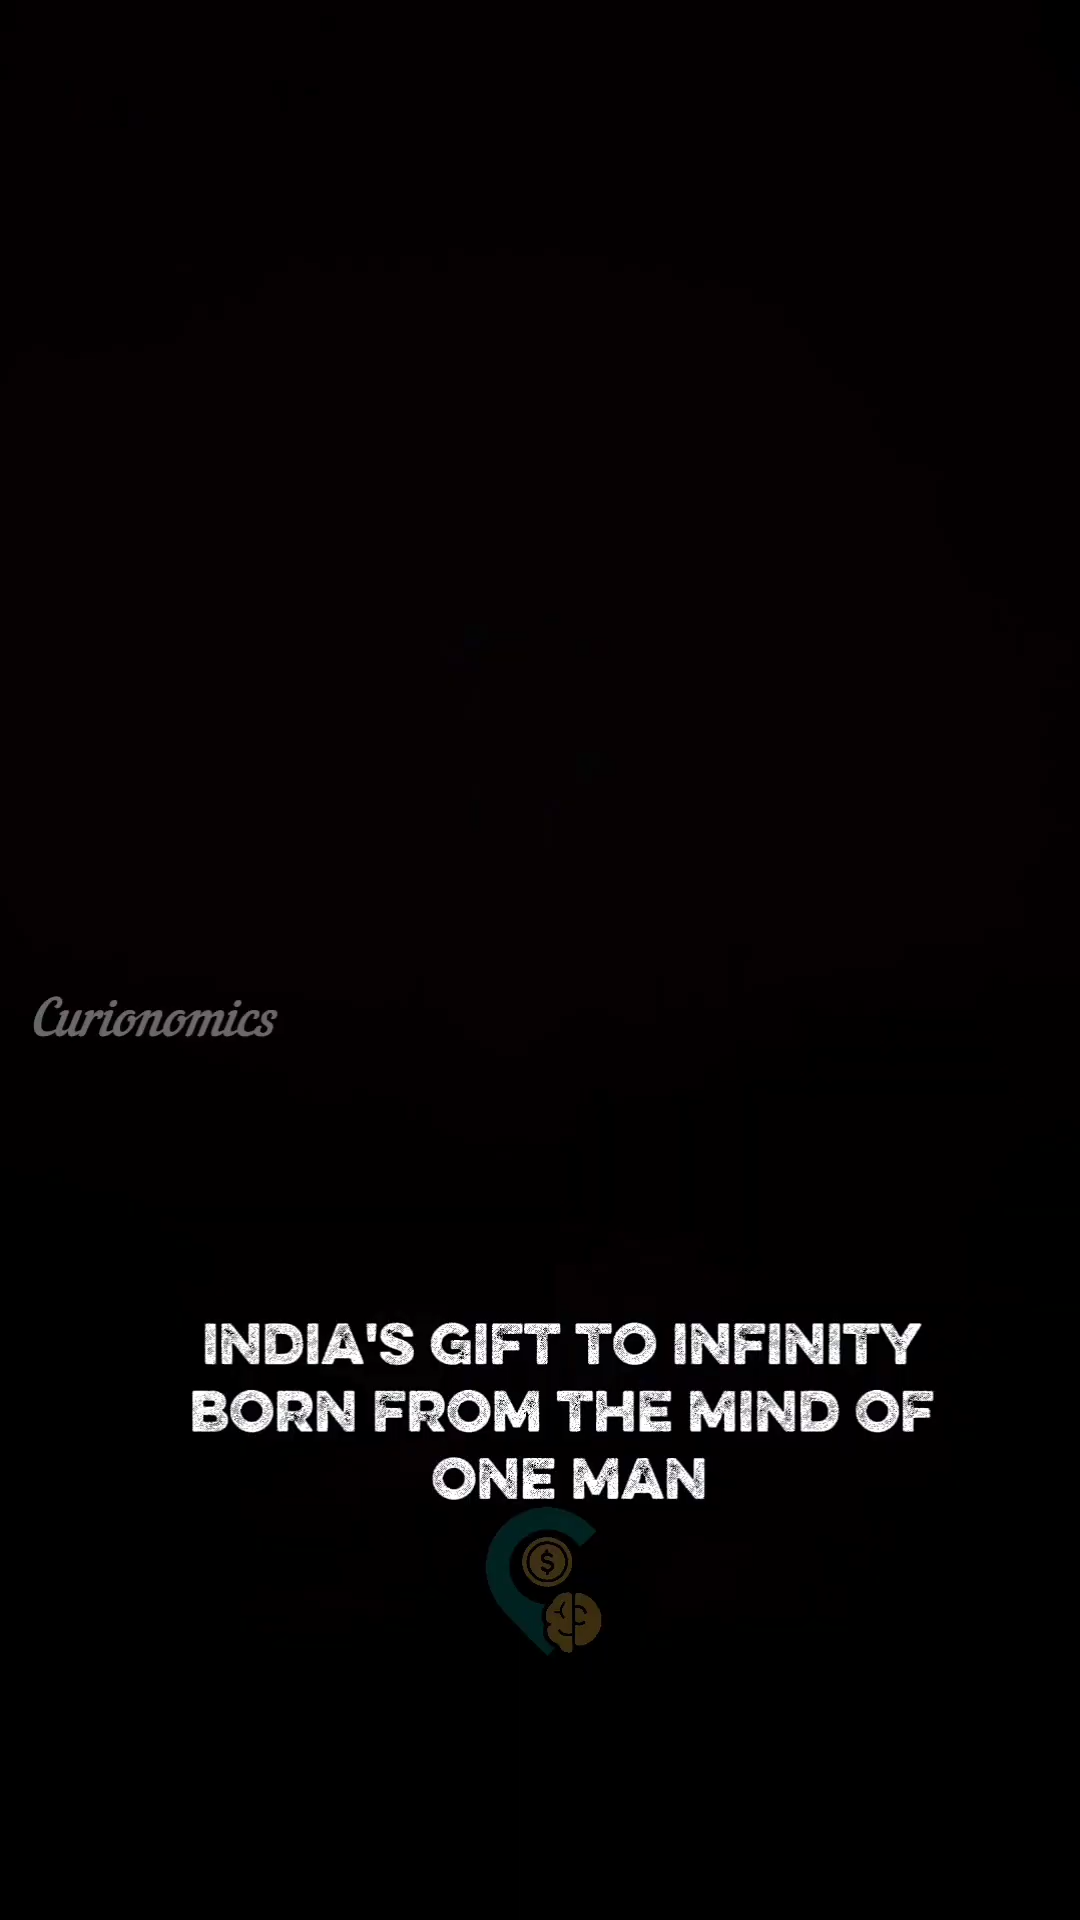 Curionomics
INDIA'S GIFT TO INFINITY
BORN FROM THE MIND OF
ONE MAN
$